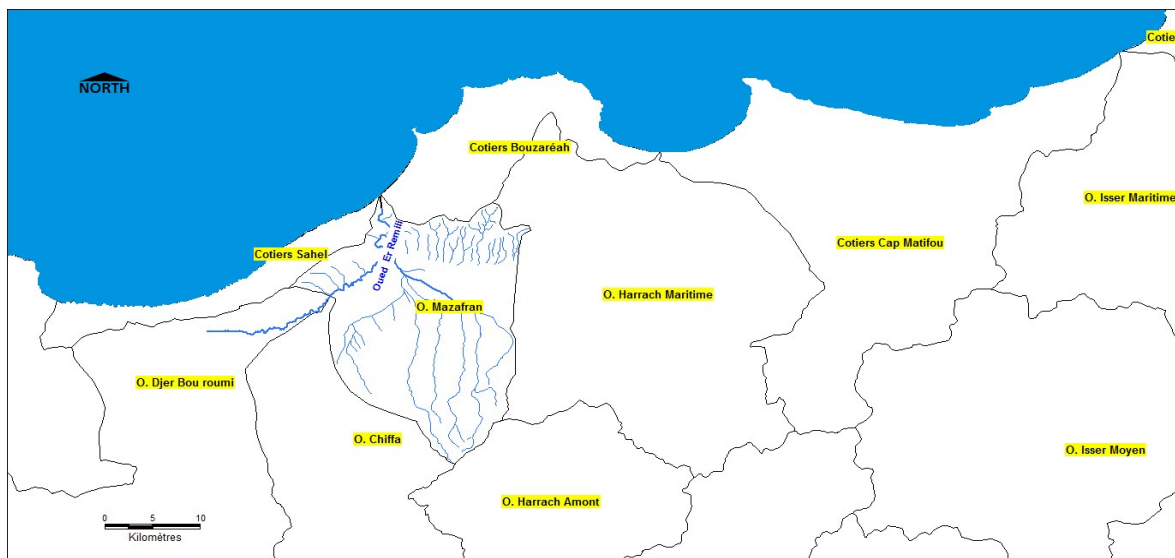 Cotie
NORTH
Cotiers Bouzaréah
O. Isser Maritime
Oued Er Remili
Cotiers Sahel
Cotiers Cap Matifou
O. Harrach Maritime
O. Mazafran
O. Djer Bou roumi
O. Chiffa
O. Isser Moyen
O. Harrach Amont
0 5 10
Kilomètres